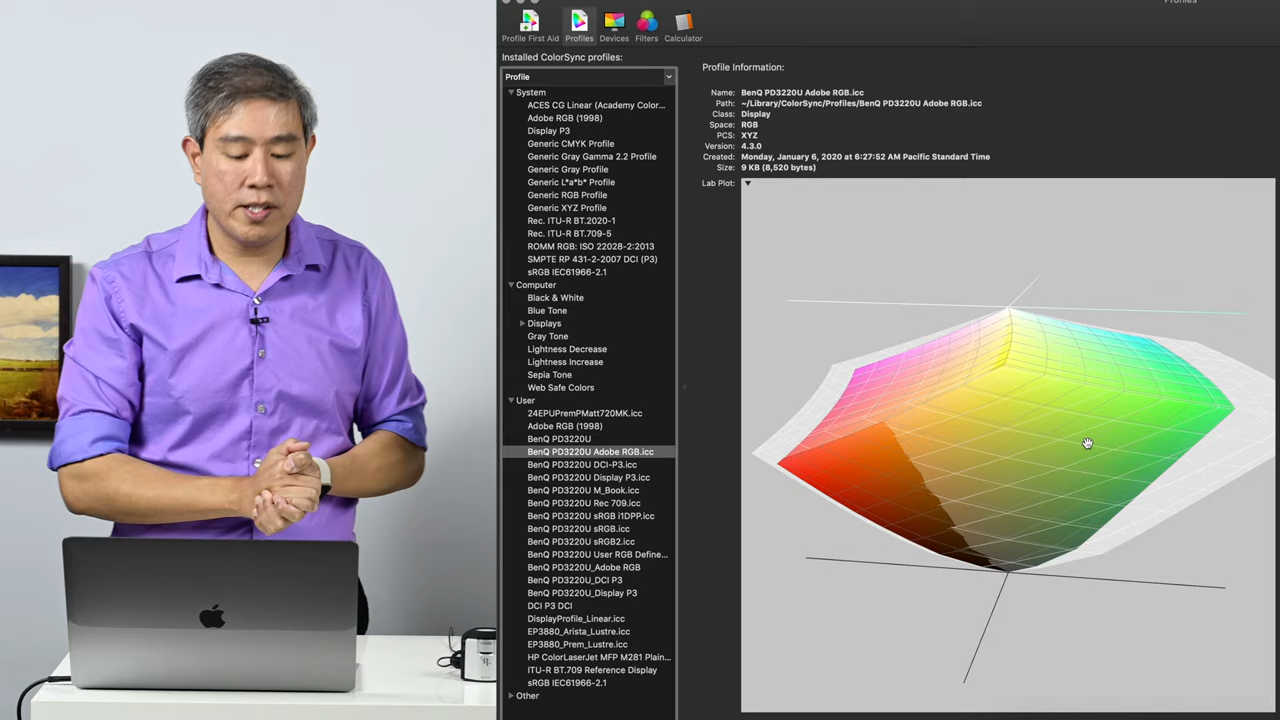 Profiles
Profile First Aid
Profiles
Devices
Filters
Calculator
Installed ColorSync profiles:
Profile
System
ACES CG Linear (Academy Color...
Adobe RGB (1998)
Display P3
Generic CMYK Profile
Generic Gray Gamma 2.2 Profile
Generic Gray Profile
Generic L*a*b* Profile
Generic RGB Profile
Generic XYZ Profile
Rec. ITU-R BT.2020-1
Rec. ITU-R BT.709-5
ROMM RGB: ISO 22028-2:2013
SMPTE RP 431-2-2007 DCI (P3)
sRGB IEC61966-2.1
Computer
Black & White
Blue Tone
Displays
Gray Tone
Lightness Decrease
Lightness Increase
Sepia Tone
Web Safe Colors
User
24EPUPremPMatt720MK.icc
Adobe RGB (1998)
BenQ PD3220U
BenQ PD3220U Adobe RGB.icc
BenQ PD3220U DCI-P3.icc
BenQ PD3220U Display P3.icc
BenQ PD3220U M_Book.icc
BenQ PD3220U Rec 709.icc
BenQ PD3220U sRGB i1DPP.icc
BenQ PD3220U sRGB.icc
BenQ PD3220U sRGB2.icc
BenQ PD3220U User RGB Define...
BenQ PD3220U_Adobe RGB
BenQ PD3220U_DCI P3
BenQ PD3220U_Display P3
DCI P3 DCI
DisplayProfile_Linear.icc
EP3880_Arista_Lustre.icc
EP3880_Prem_Lustre.icc
HP ColorLaserJet MFP M281 Plain...
ITU-R BT.709 Reference Display
sRGB IEC61966-2.1
Other
Profile Information:
Name: BenQ PD3220U Adobe RGB.icc
Path: ~/Library/ColorSync/Profiles/BenQ PD3220U Adobe RGB.icc
Class: Display
Space: RGB
PCS: XYZ
Version: 4.3.0
Created: Monday, January 6, 2020 at 6:27:52 AM Pacific Standard Time
Size: 9 KB (8,520 bytes)
Lab Plot: